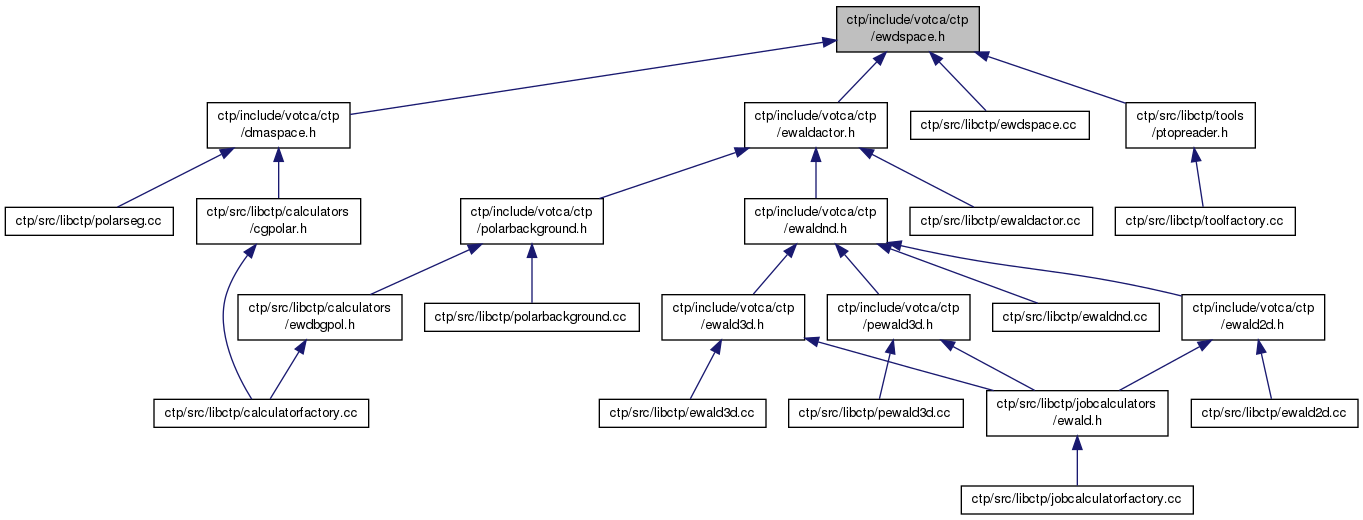 ctp/include/votca/ctp
/ewdspace.h
ctp/include/votca/ctp
/dmaspace.h
ctp/include/votca/ctp
/ewaldactor.h
ctp/src/libctp/ewdspace.cc
ctp/src/libctp/tools
/ptopreader.h
ctp/src/libctp/polarseg.cc
ctp/src/libctp/calculators
/cgpolar.h
ctp/include/votca/ctp
/polarbackground.h
ctp/include/votca/ctp
/ewaldnd.h
ctp/src/libctp/ewaldactor.cc
ctp/src/libctp/toolfactory.cc
ctp/src/libctp/calculators
/ewdbgpol.h
ctp/src/libctp/polarbackground.cc
ctp/include/votca/ctp
/ewald3d.h
ctp/include/votca/ctp
/pewald3d.h
ctp/src/libctp/ewaldnd.cc
ctp/include/votca/ctp
/ewald2d.h
ctp/src/libctp/calculatorfactory.cc
ctp/src/libctp/ewald3d.cc
ctp/src/libctp/pewald3d.cc
ctp/src/libctp/jobcalculators
/ewald.h
ctp/src/libctp/ewald2d.cc
ctp/src/libctp/jobcalculatorfactory.cc